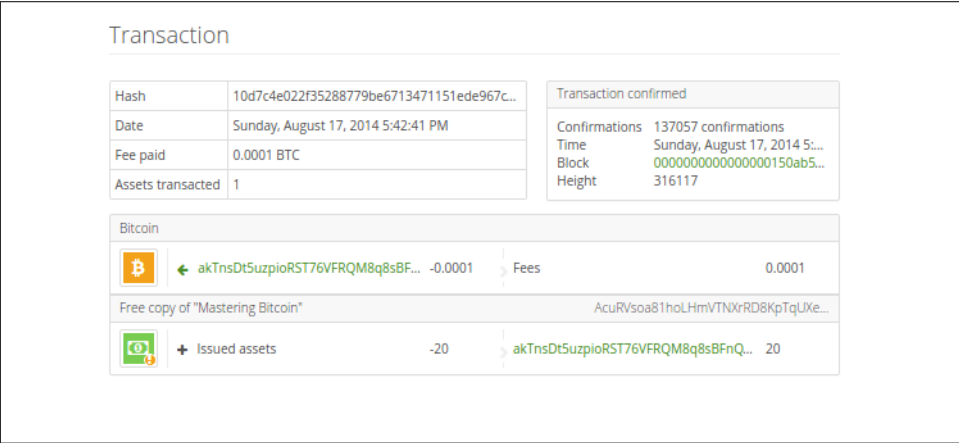 Transaction
Hash 10d7c4e022f35288779be6713471151ede967c...
Date Sunday, August 17, 2014 5:42:41 PM
Fee paid 0.0001 BTC
Assets transacted 1
Transaction confirmed
Confirmations 137057 confirmations
Time Sunday, August 17, 2014 5:...
Block 0000000000000000150ab5...
Height 316117
Bitcoin
akTnsDt5uzpioRST76VFRQM8q8sBF... -0.0001 Fees 0.0001
Free copy of "Mastering Bitcoin" AcuRVsoa81hoLHmVTNXrRD8KpTqUXe...
Issued assets -20 akTnsDt5uzpioRST76VFRQM8q8sBFnQ... 20